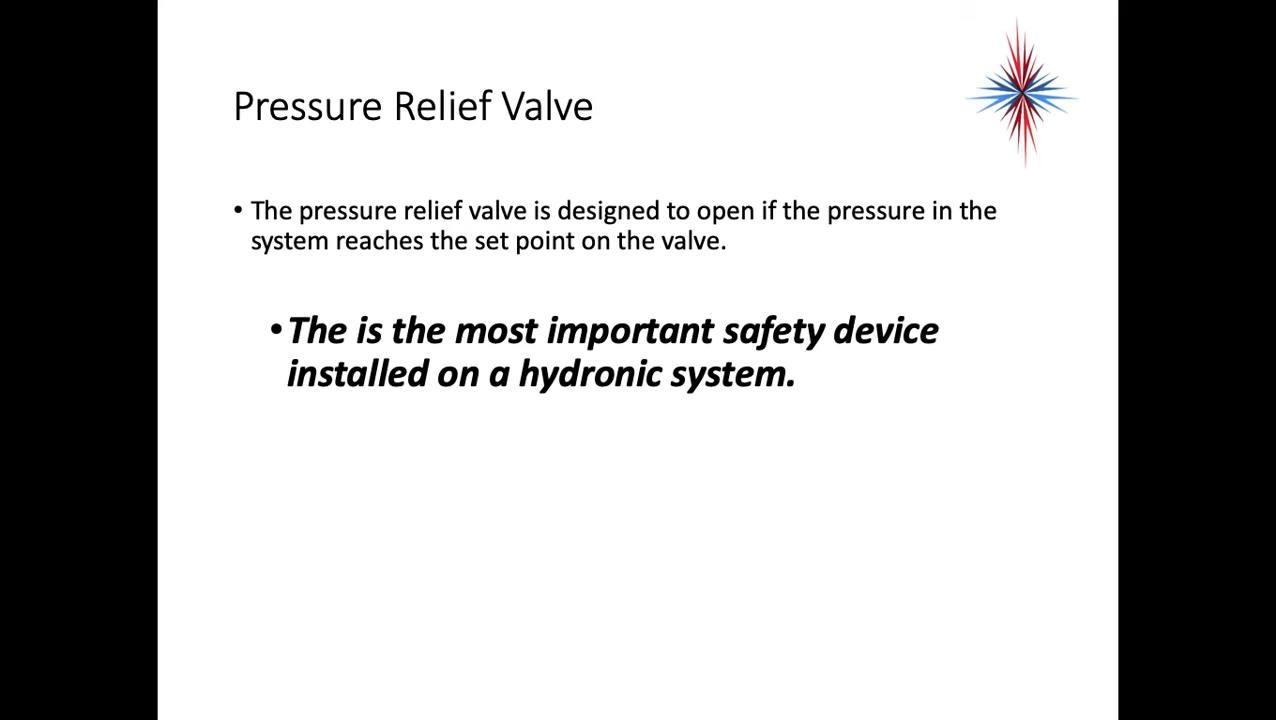 Pressure Relief Valve
• The pressure relief valve is designed to open if the pressure in the
system reaches the set point on the valve.
• The is the most important safety device
installed on a hydronic system.